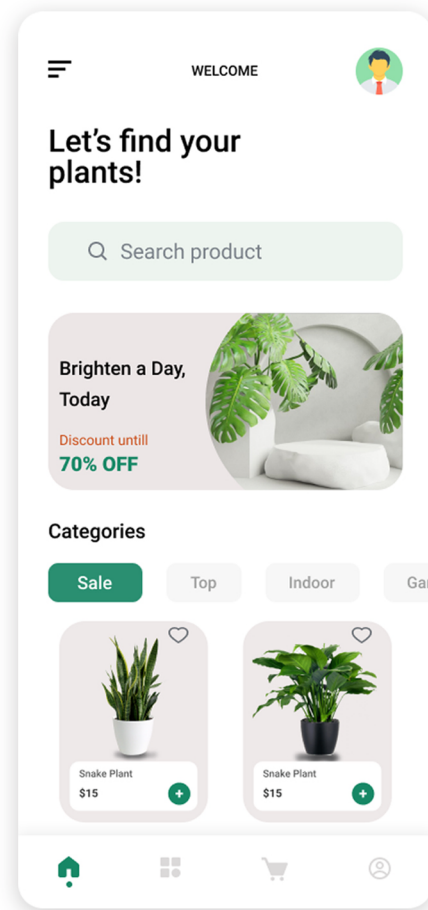 WELCOME
Let's find your
plants!
Search product
Brighten a Day,
Today
Discount untill
70% OFF
Categories
Sale
Top
Indoor
Gar
Snake Plant
$15
Snake Plant
$15